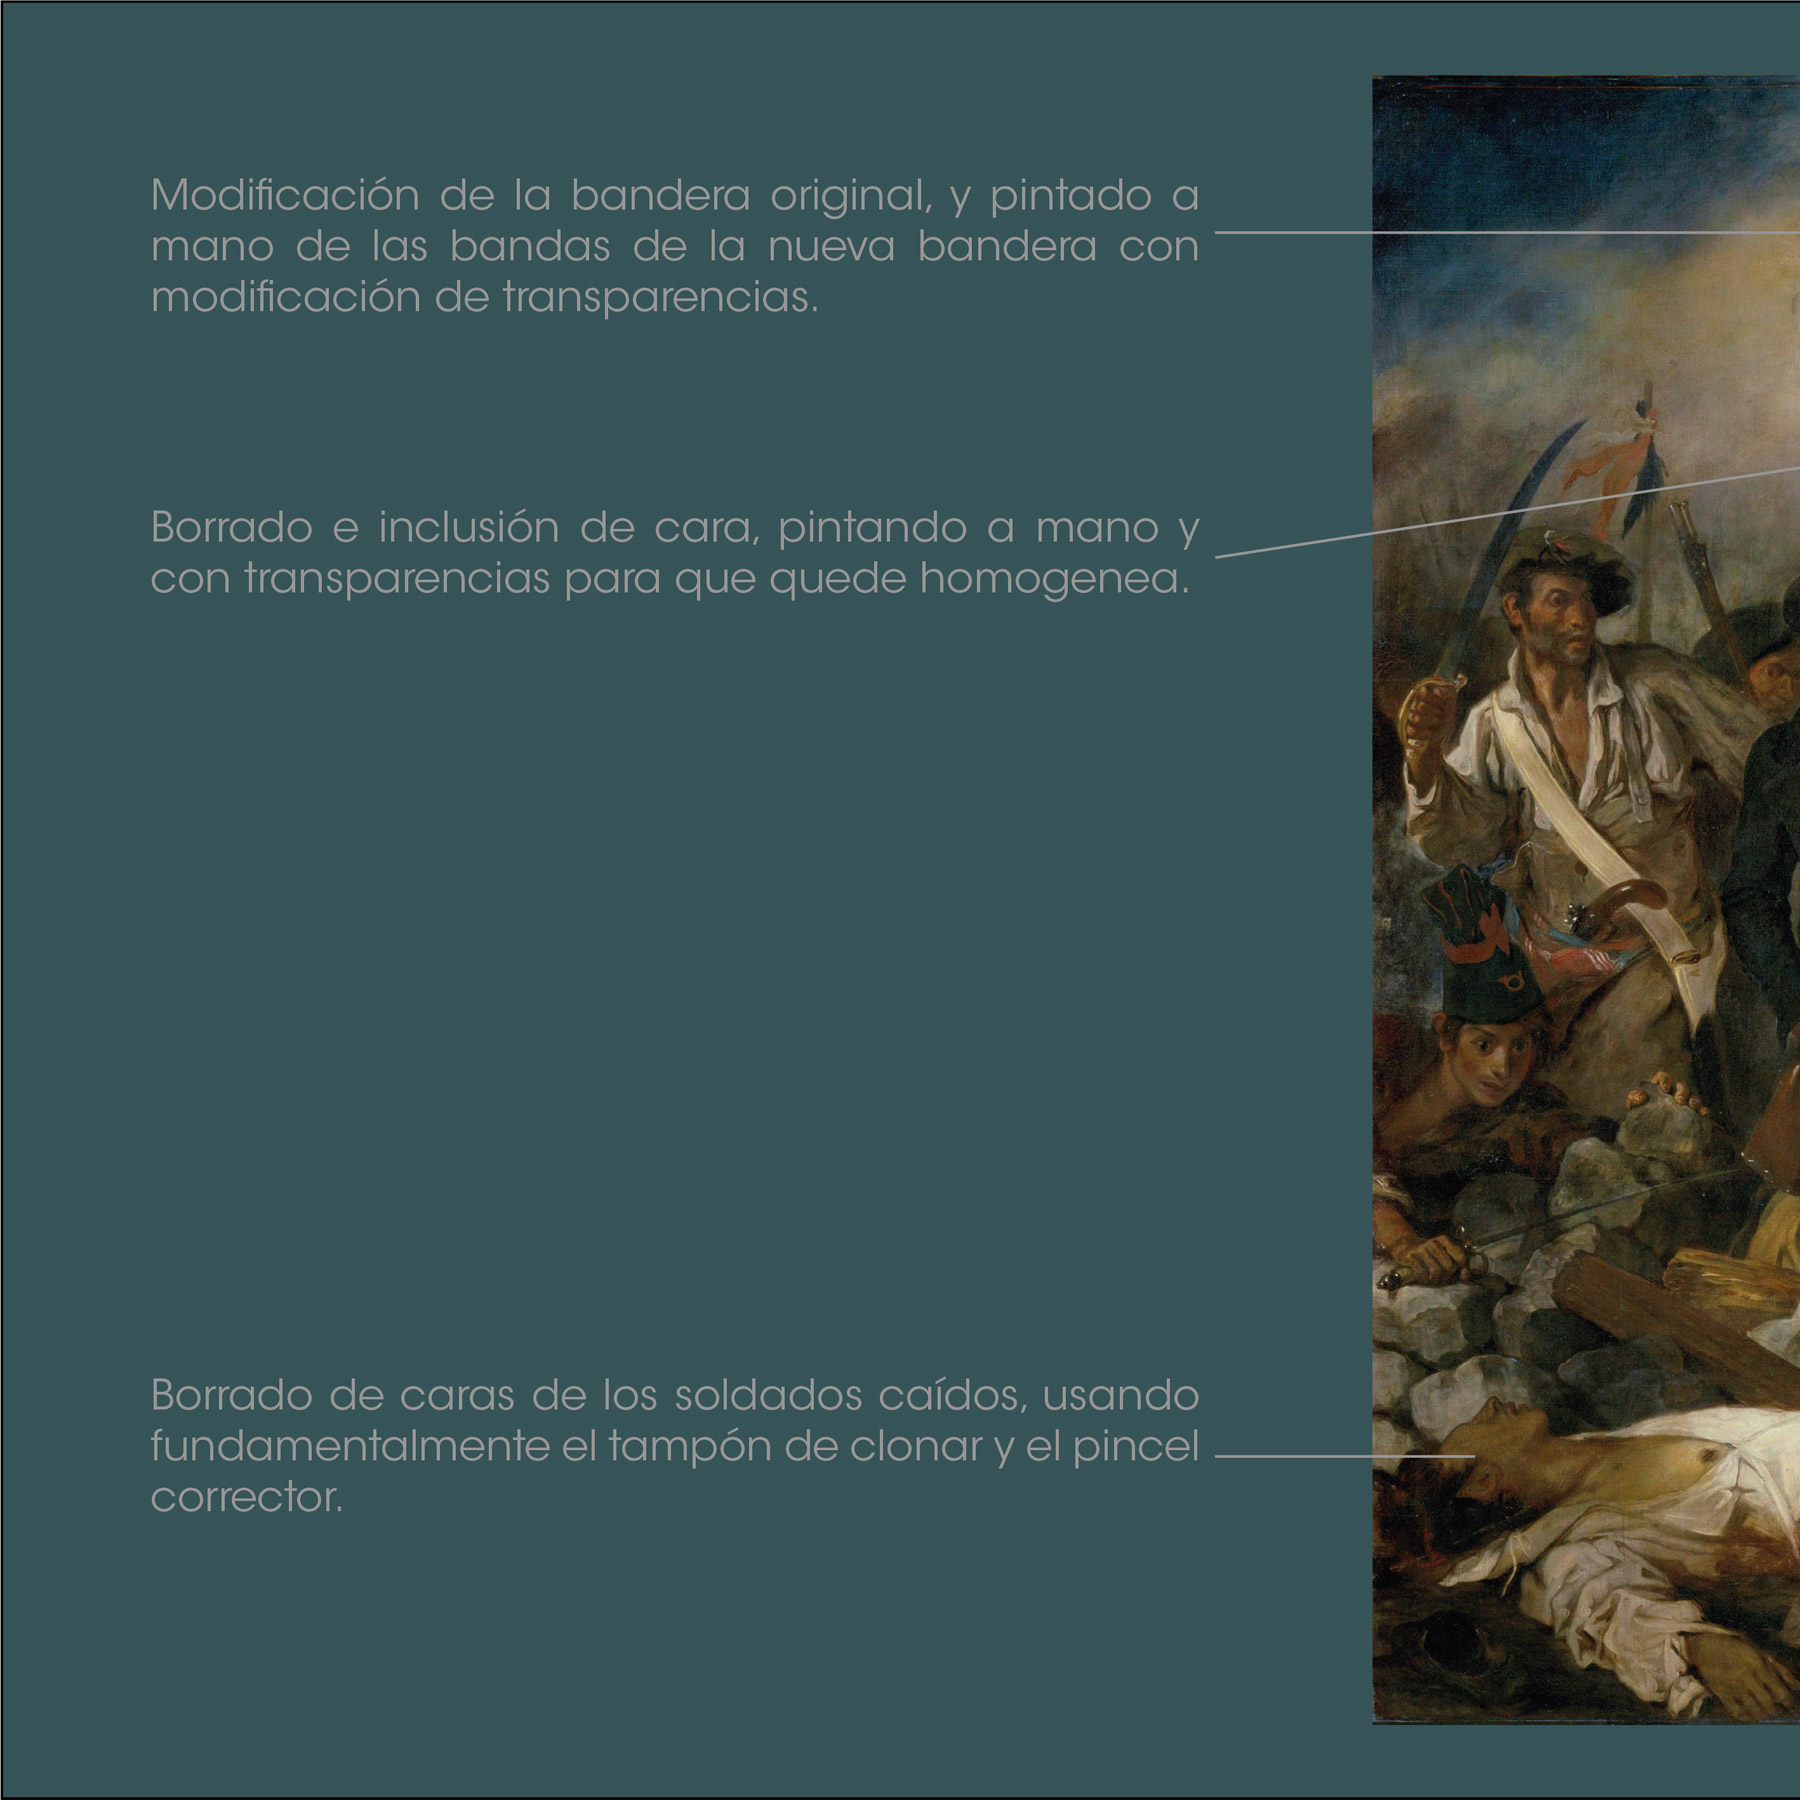 Modificación de la bandera original, y pintado a
mano de las bandas de la nueva bandera con
modificación de transparencias.
Borrado e inclusión de cara, pintando a mano y
con transparencias para que quede homogenea.
Borrado de caras de los soldados caídos, usando
fundamentalmente el tampón de clonar y el pincel
corrector.